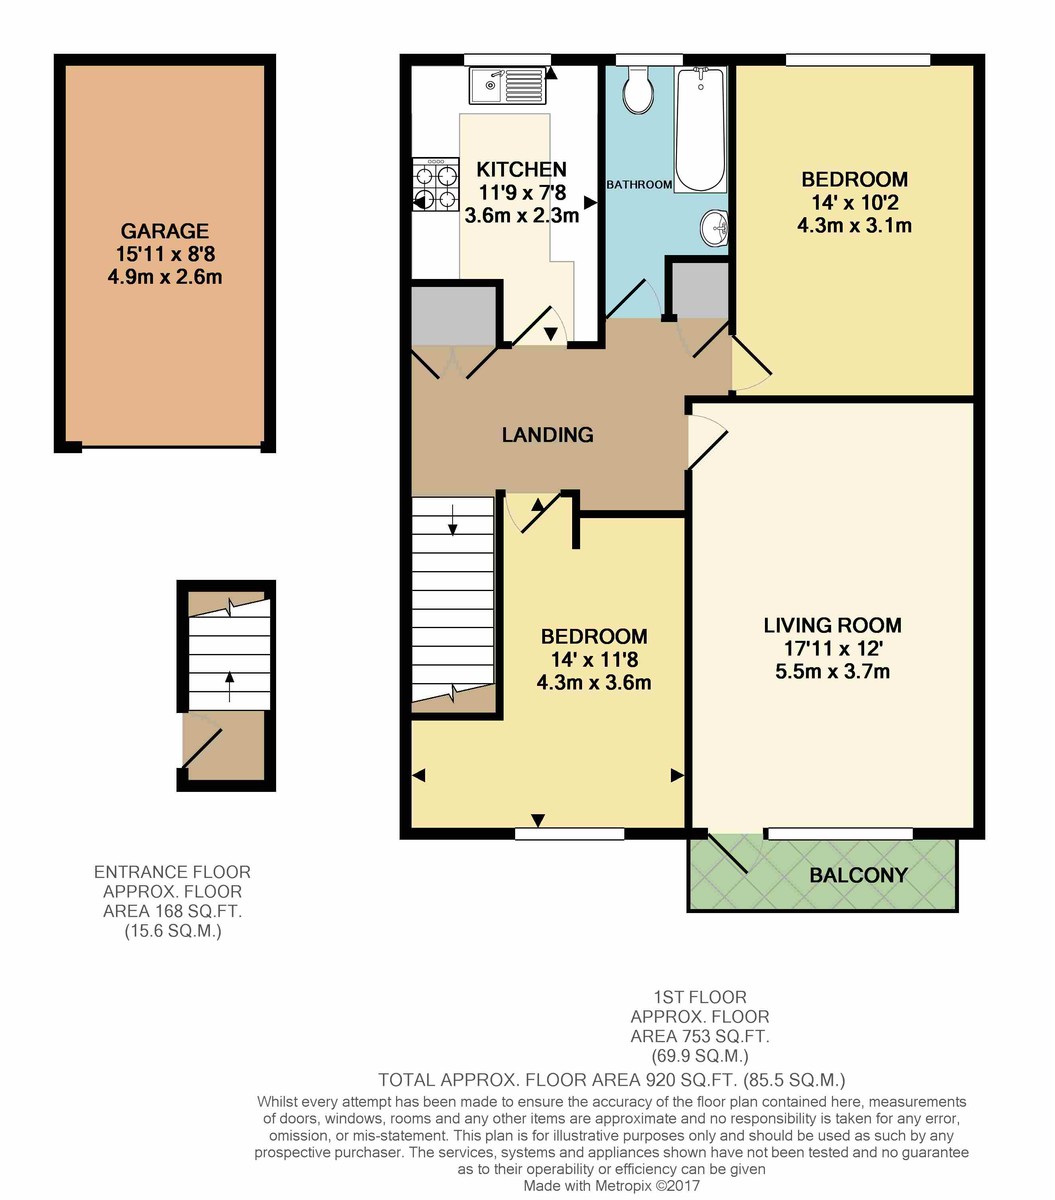 GARAGE
15'11 x 8'8
4.9m x 2.6m
KITCHEN
11'9 x 7'8
3.6m x 2.3m
BATHROOM
BEDROOM
14' x 10'2
4.3m x 3.1m
LANDING
BEDROOM
14' x 11'8
4.3m x 3.6m
LIVING ROOM
17'11 x 12'
5.5m x 3.7m
BALCONY
ENTRANCE FLOOR
APPROX. FLOOR
AREA 168 SQ.FT.
(15.6 SQ.M.)
1ST FLOOR
APPROX. FLOOR
AREA 753 SQ.FT.
(69.9 SQ.M.)
TOTAL APPROX. FLOOR AREA 920 SQ.FT. (85.5 SQ.M.)
Whilst every attempt has been made to ensure the accuracy of the floor plan contained here, measurements
of doors, windows, rooms and any other items are approximate and no responsibility is taken for any error,
omission, or mis-statement. This plan is for illustrative purposes only and should be used as such by any
prospective purchaser. The services, systems and appliances shown have not been tested and no guarantee
as to their operability or efficiency can be given
Made with Metropix ©2017